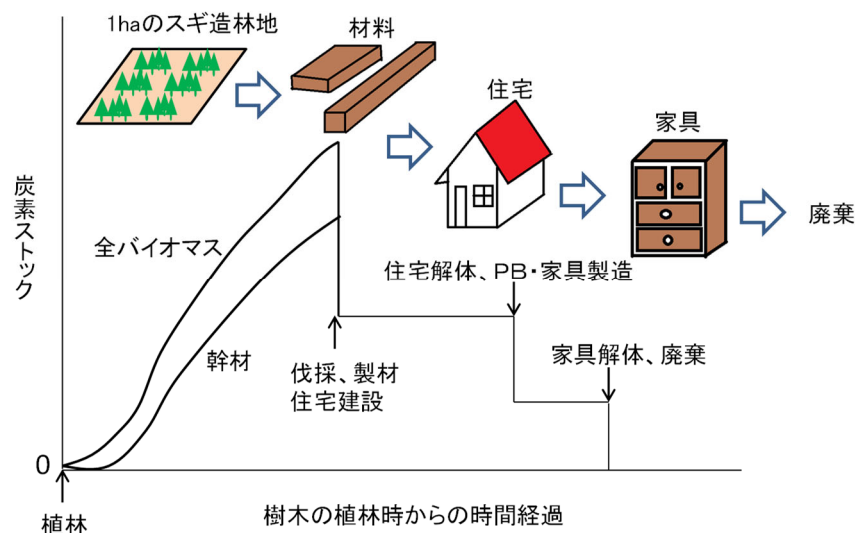 1haのスギ造林地
材料
住宅
家具
廃棄
炭素ストック
全バイオマス
幹材
住宅解体、PB・家具製造
家具解体、廃棄
伐採、製材
住宅建設
0
植林
樹木の植林時からの時間経過